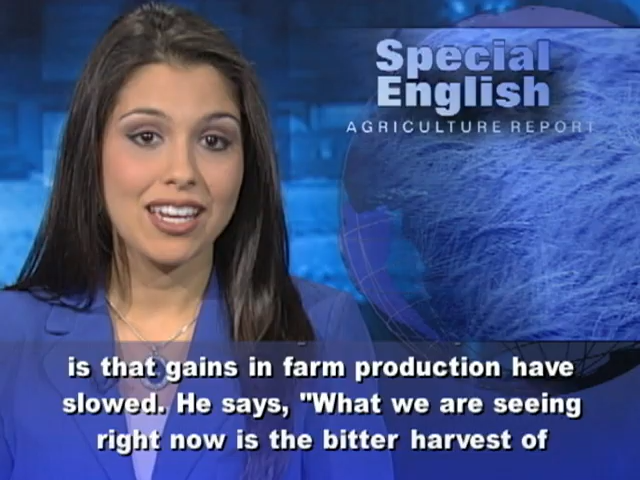 Special
English
AGRICULTURE REPORT
is that gains in farm production have
slowed. He says, "What we are seeing
right now is the bitter harvest of